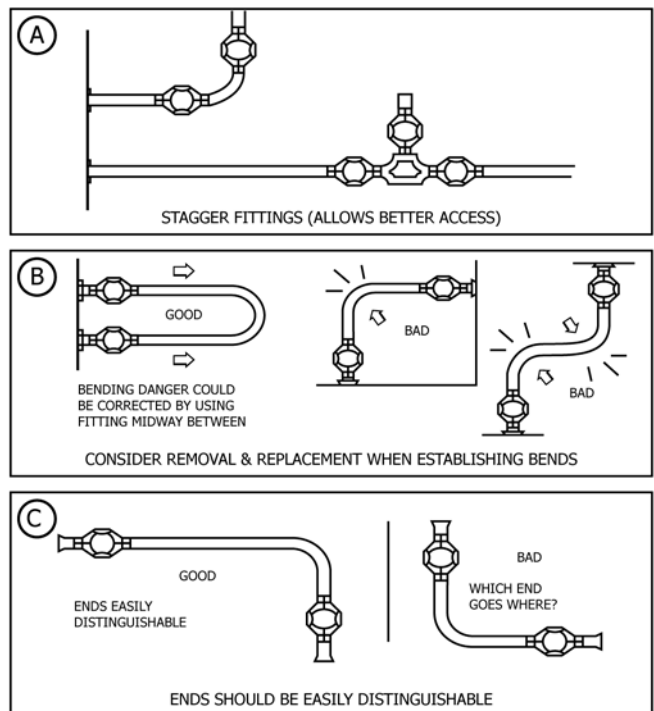 A
STAGGER FITTINGS (ALLOWS BETTER ACCESS)
B
GOOD
BAD
BAD
BENDING DANGER COULD
BE CORRECTED BY USING
FITTING MIDWAY BETWEEN
CONSIDER REMOVAL & REPLACEMENT WHEN ESTABLISHING BENDS
C
GOOD
ENDS EASILY
DISTINGUISHABLE
BAD
WHICH END
GOES WHERE?
ENDS SHOULD BE EASILY DISTINGUISHABLE